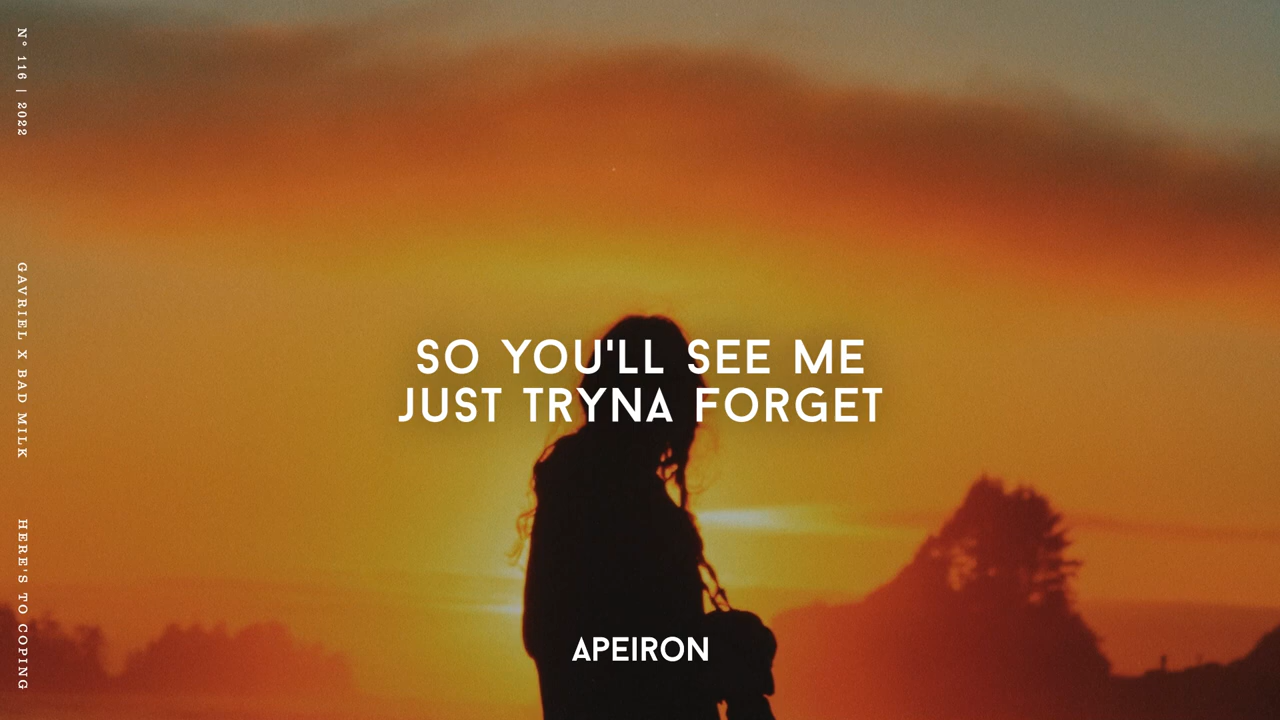 N° 116 | 2022
GAVRIEL X BAD MILK
HERE'S TO COPING
SO YOU'LL SEE ME
JUST TRYNA FORGET
APEIRON